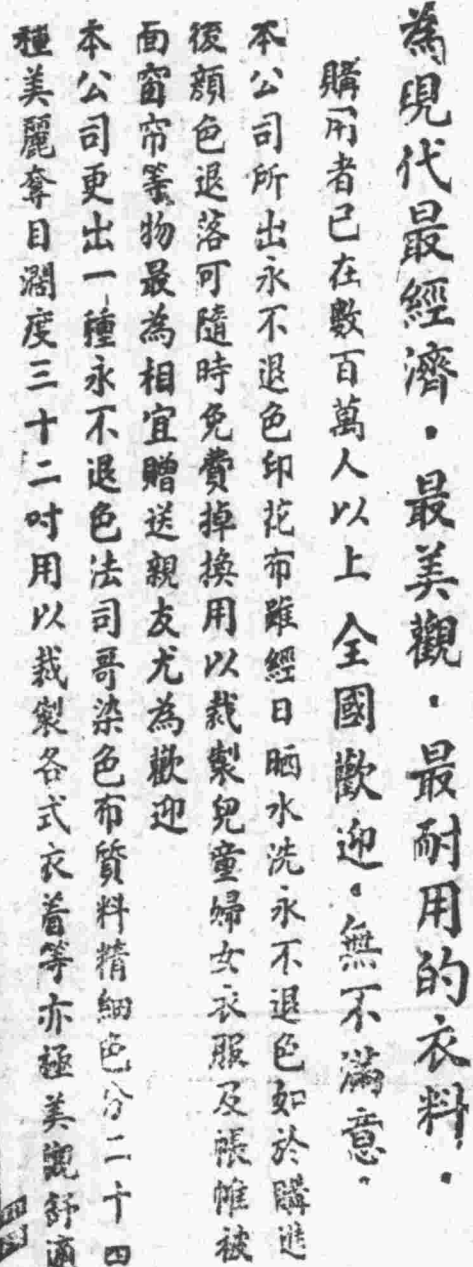 為現代最經濟．最美觀．最耐用的衣料．
購用者已在數百萬人以上全國歡迎。無不滿意．
本公司所出永不退色印花布雖經日晒水洗永不退色如於購進
後顏色退落可隨時免費掉換用以裁製兒童婦女衣服及帳帷被
面窗帘等物最為相宜贈送親友尤為歡迎
本公司更出一種永不退色法司哥染色布質料精細色分二十四
種美麗奪目濶度三十二吋用以裁製各式衣着等亦極美觀舒適